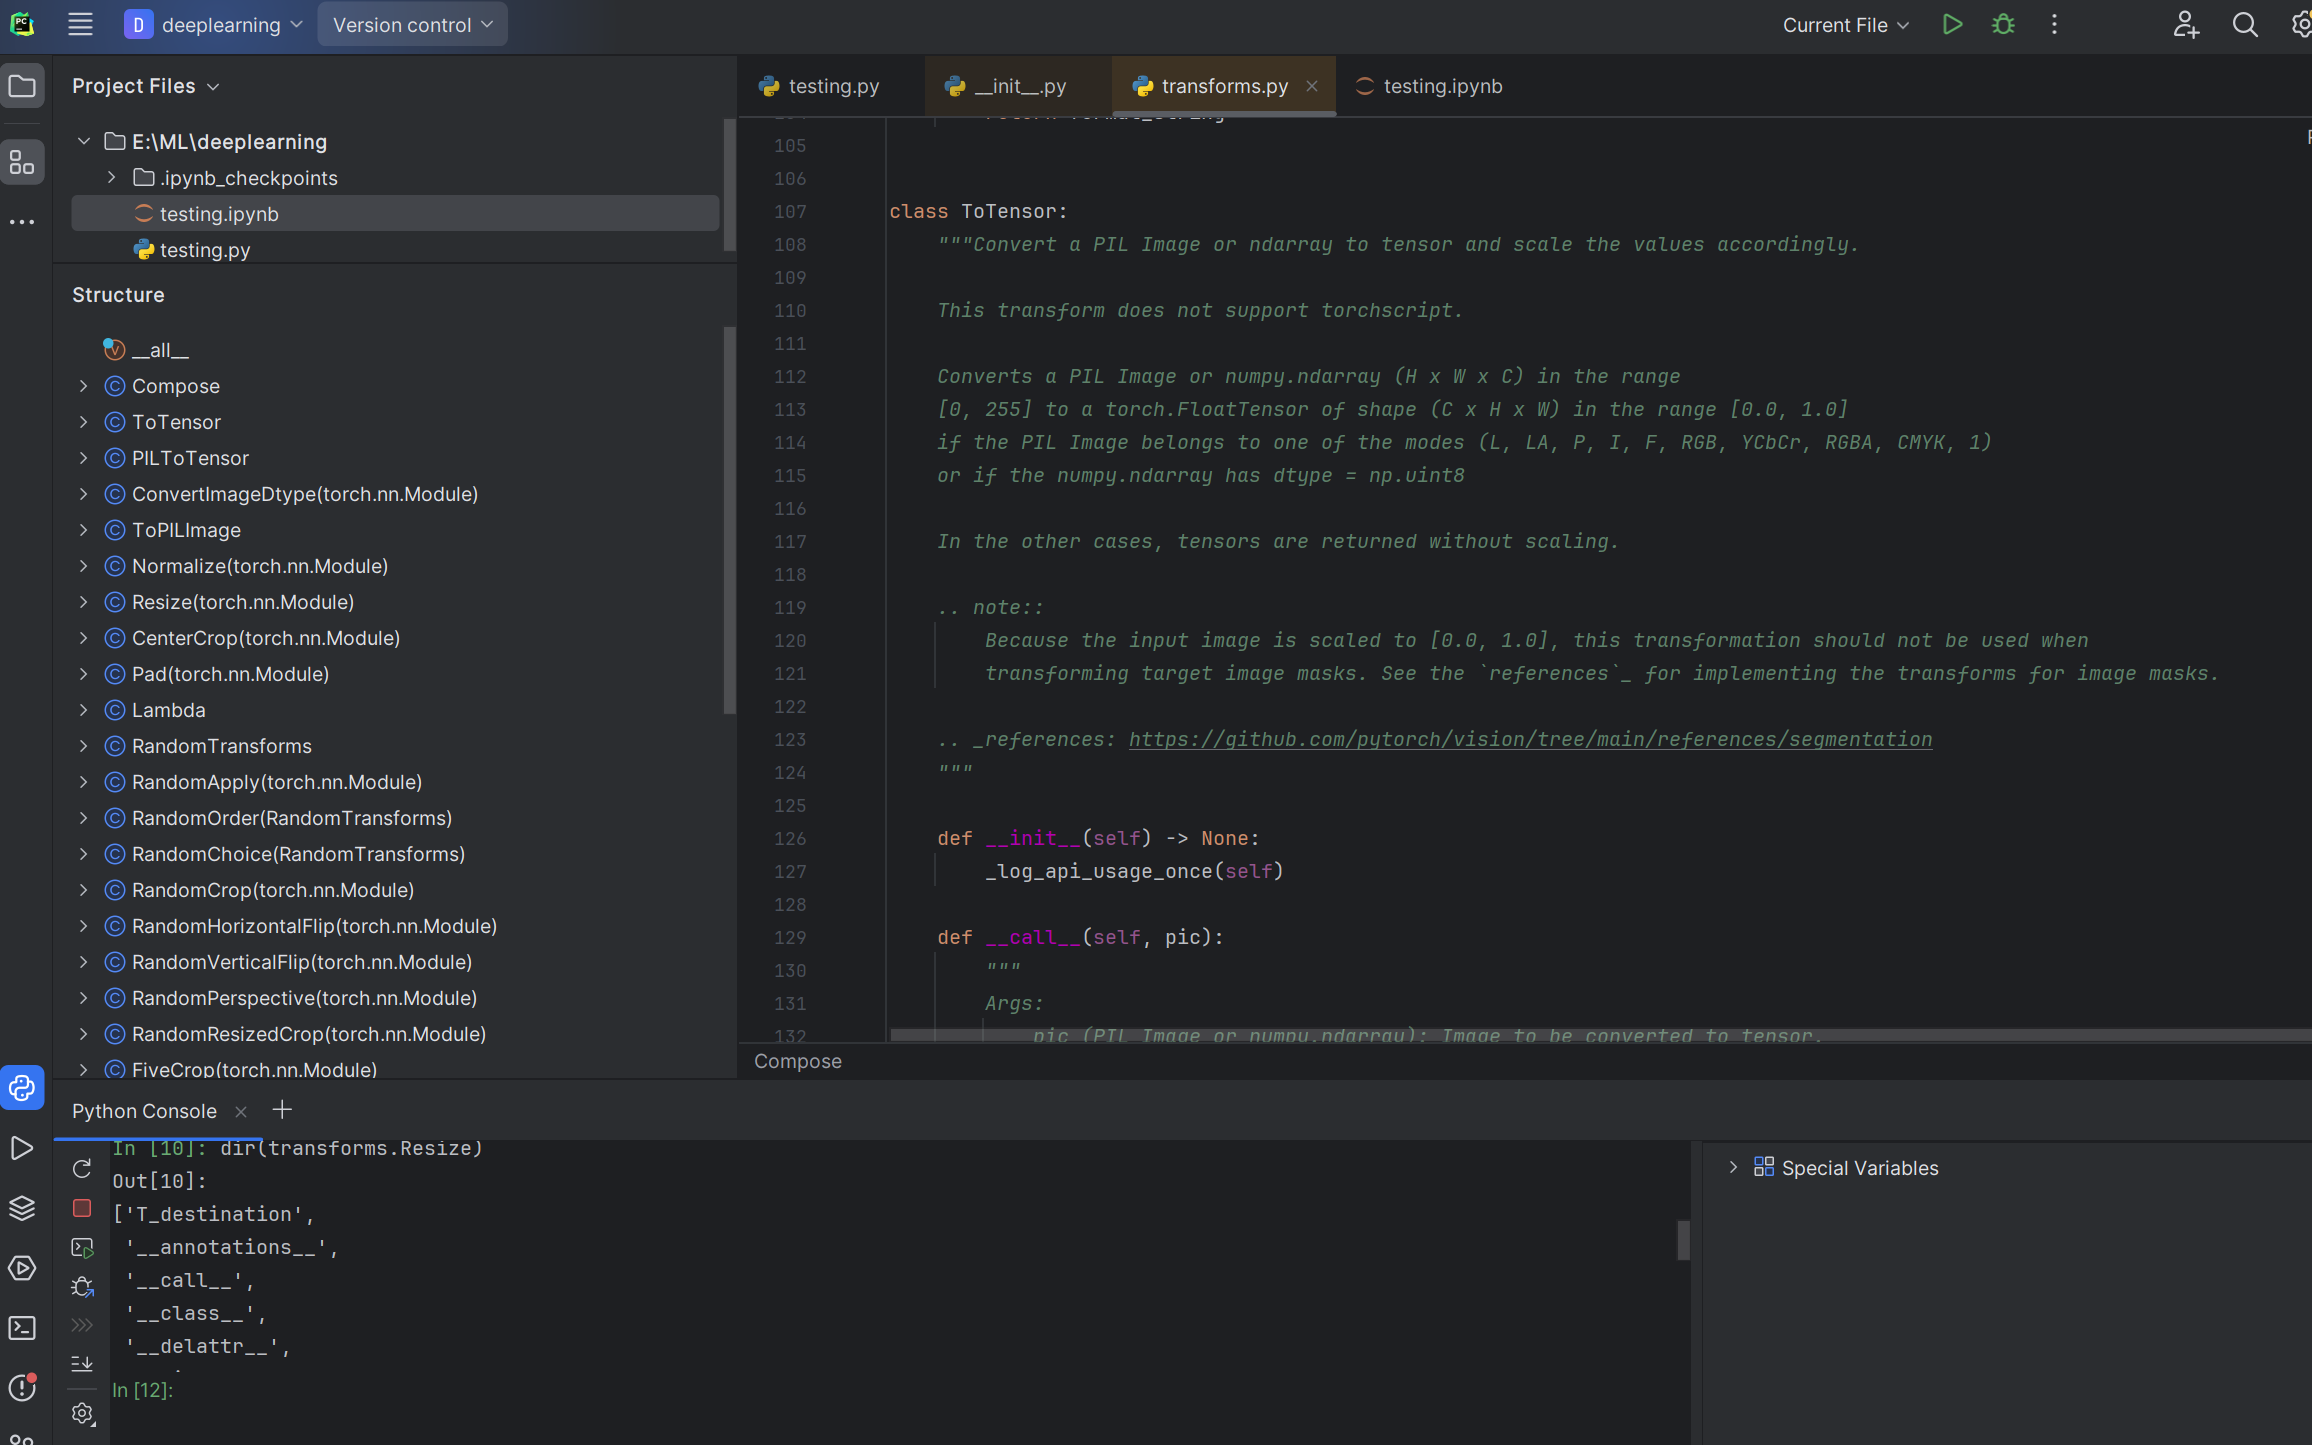 PC
D deeplearning
Version control
Current File
Project Files
E:\ML\deeplearning
.ipynb_checkpoints
testing.ipynb
testing.py
Structure
__all__
Compose
ToTensor
PILToTensor
ConvertImageDtype(torch.nn.Module)
ToPILImage
Normalize(torch.nn.Module)
Resize(torch.nn.Module)
CenterCrop(torch.nn.Module)
Pad(torch.nn.Module)
Lambda
RandomTransforms
RandomApply(torch.nn.Module)
RandomOrder(RandomTransforms)
RandomChoice(RandomTransforms)
RandomCrop(torch.nn.Module)
RandomHorizontalFlip(torch.nn.Module)
RandomVerticalFlip(torch.nn.Module)
RandomPerspective(torch.nn.Module)
RandomResizedCrop(torch.nn.Module)
FiveCrop(torch.nn.Module)
testing.py
__init__.py
transforms.py
testing.ipynb
105
106
107 class ToTensor:
108 """Convert a PIL Image or ndarray to tensor and scale the values accordingly.
109
110 This transform does not support torchscript.
111
112 Converts a PIL Image or numpy.ndarray (H x W x C) in the range
113 [0, 255] to a torch.FloatTensor of shape (C x H x W) in the range [0.0, 1.0]
114 if the PIL Image belongs to one of the modes (L, LA, P, I, F, RGB, YCbCr, RGBA, CMYK, 1)
115 or if the numpy.ndarray has dtype = np.uint8
116
117 In the other cases, tensors are returned without scaling.
118
119 .. note::
120 Because the input image is scaled to [0.0, 1.0], this transformation should not be used when
121 transforming target image masks. See the `references`_ for implementing the transforms for image masks.
122
123 .. _references: https://github.com/pytorch/vision/tree/main/references/segmentation
124 """
125
126 def __init__(self) -> None:
127 _log_api_usage_once(self)
128
129 def __call__(self, pic):
130 """
131 Args:
132 pic (PIL Image or numpy.ndarray): Image to be converted to tensor.
Compose
Python Console
In [10]: dir(transforms.Resize)
Out[10]:
['T_destination',
'__annotations__',
'__call__',
'__class__',
'__delattr__',
In [12]:
Special Variables